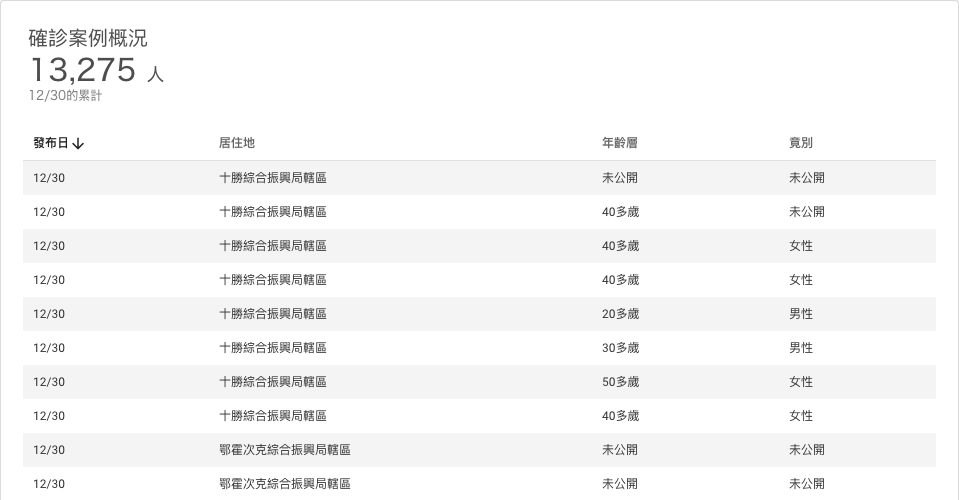 確診案例概況
13,275 人
12/30的累計
發布日↓ 居住地 年齡層 竟別
12/30 十勝綜合振興局轄區 未公開 未公開
12/30 十勝綜合振興局轄區 40多歲 未公開
12/30 十勝綜合振興局轄區 40多歲 女性
12/30 十勝綜合振興局轄區 40多歲 女性
12/30 十勝綜合振興局轄區 20多歲 男性
12/30 十勝綜合振興局轄區 30多歲 男性
12/30 十勝綜合振興局轄區 50多歲 女性
12/30 十勝綜合振興局轄區 40多歲 女性
12/30 鄂霍次克綜合振興局轄區 未公開 未公開
12/30 鄂霍次克綜合振興局轄區 未公開 未公開